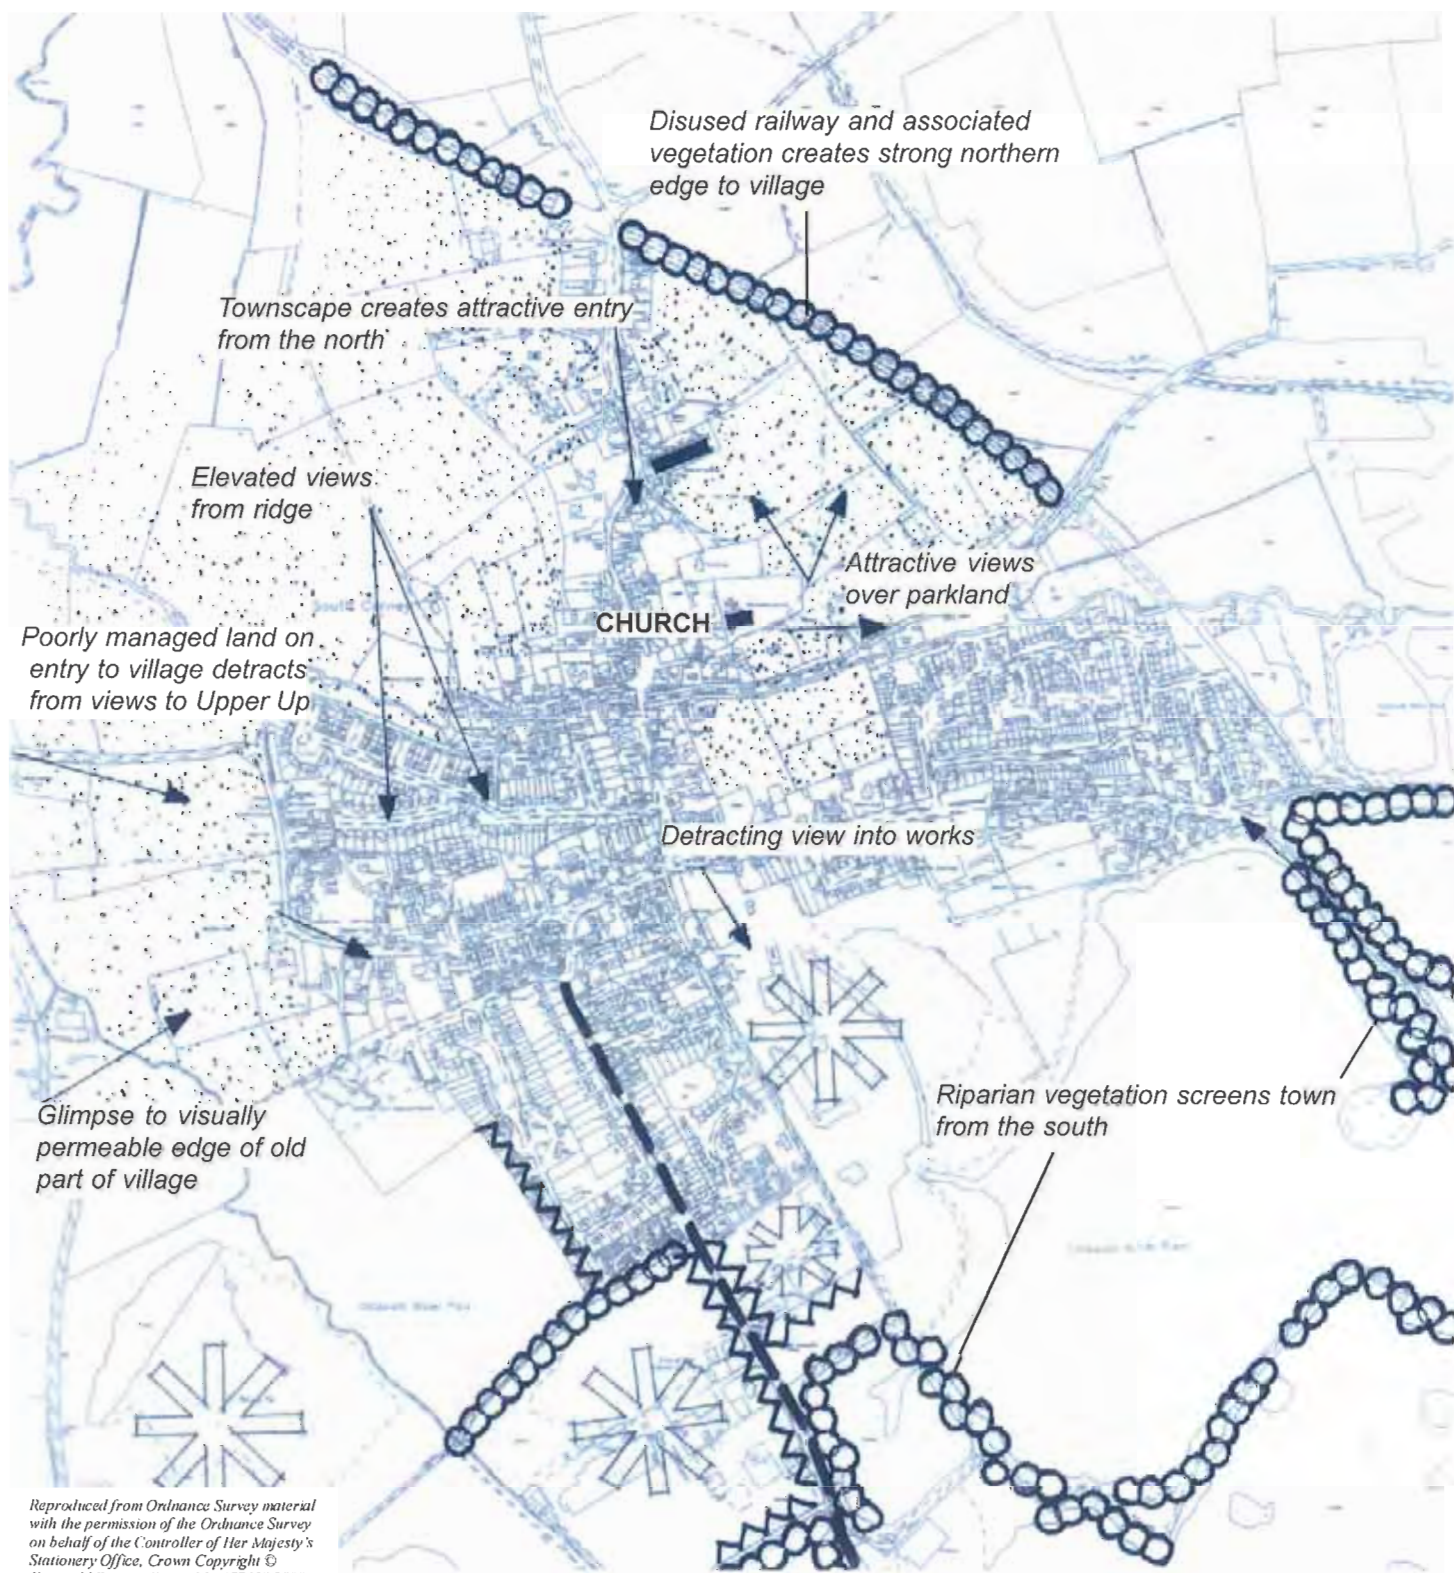 Disused railway and associated
vegetation creates strong northern
edge to village
Townscape creates attractive entry
from the north
Elevated views
from ridge
Attractive views
over parkland
CHURCH
Poorly managed land on
entry to village detracts
from views to Upper Up
Detracting view into works
Riparian vegetation screens town
from the south
Glimpse to visually
permeable edge of old
part of village
Reproduced from Ordnance Survey material
with the permission of the Ordnance Survey
on behalf of the Controller of Her Majesty's
Stationery Office, Crown Copyright ©